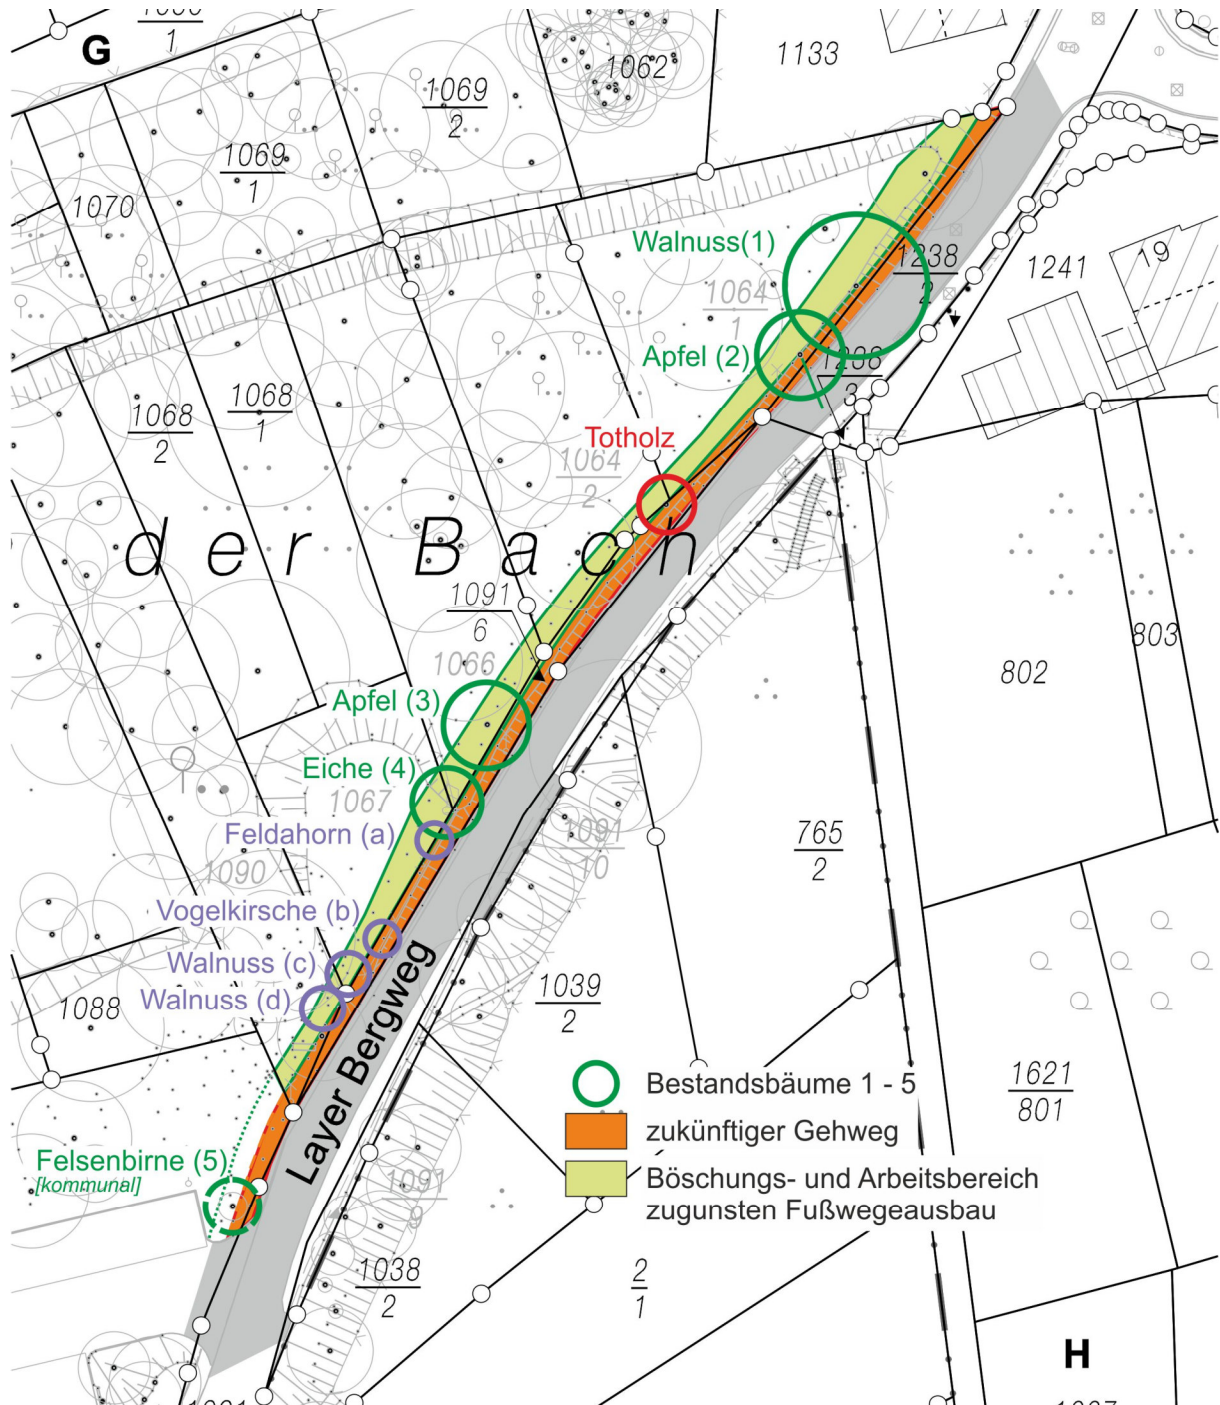 G
1
1062
1133
1069
2
1069
1
1070
Walnuss(1)
1238
2
1241
19
1064
1
Apfel (2)
3
1068
1
1068
2
Totholz
1064
2
der Bach
1091
6
1066
803
802
Apfel (3)
Eiche (4)
1067
Feldahorn (a)
1091
10
765
2
1090
Vogelkirsche (b)
Walnuss (c)
Walnuss (d)
1088
1039
2
Layer Bergweg
Bestandsbäume 1 - 5
zukünftiger Gehweg
Böschungs- und Arbeitsbereich
zugunsten Fußwegeausbau
1621
801
Felsenbirne (5)
[kommunal]
1091
9
1038
2
2
1
H